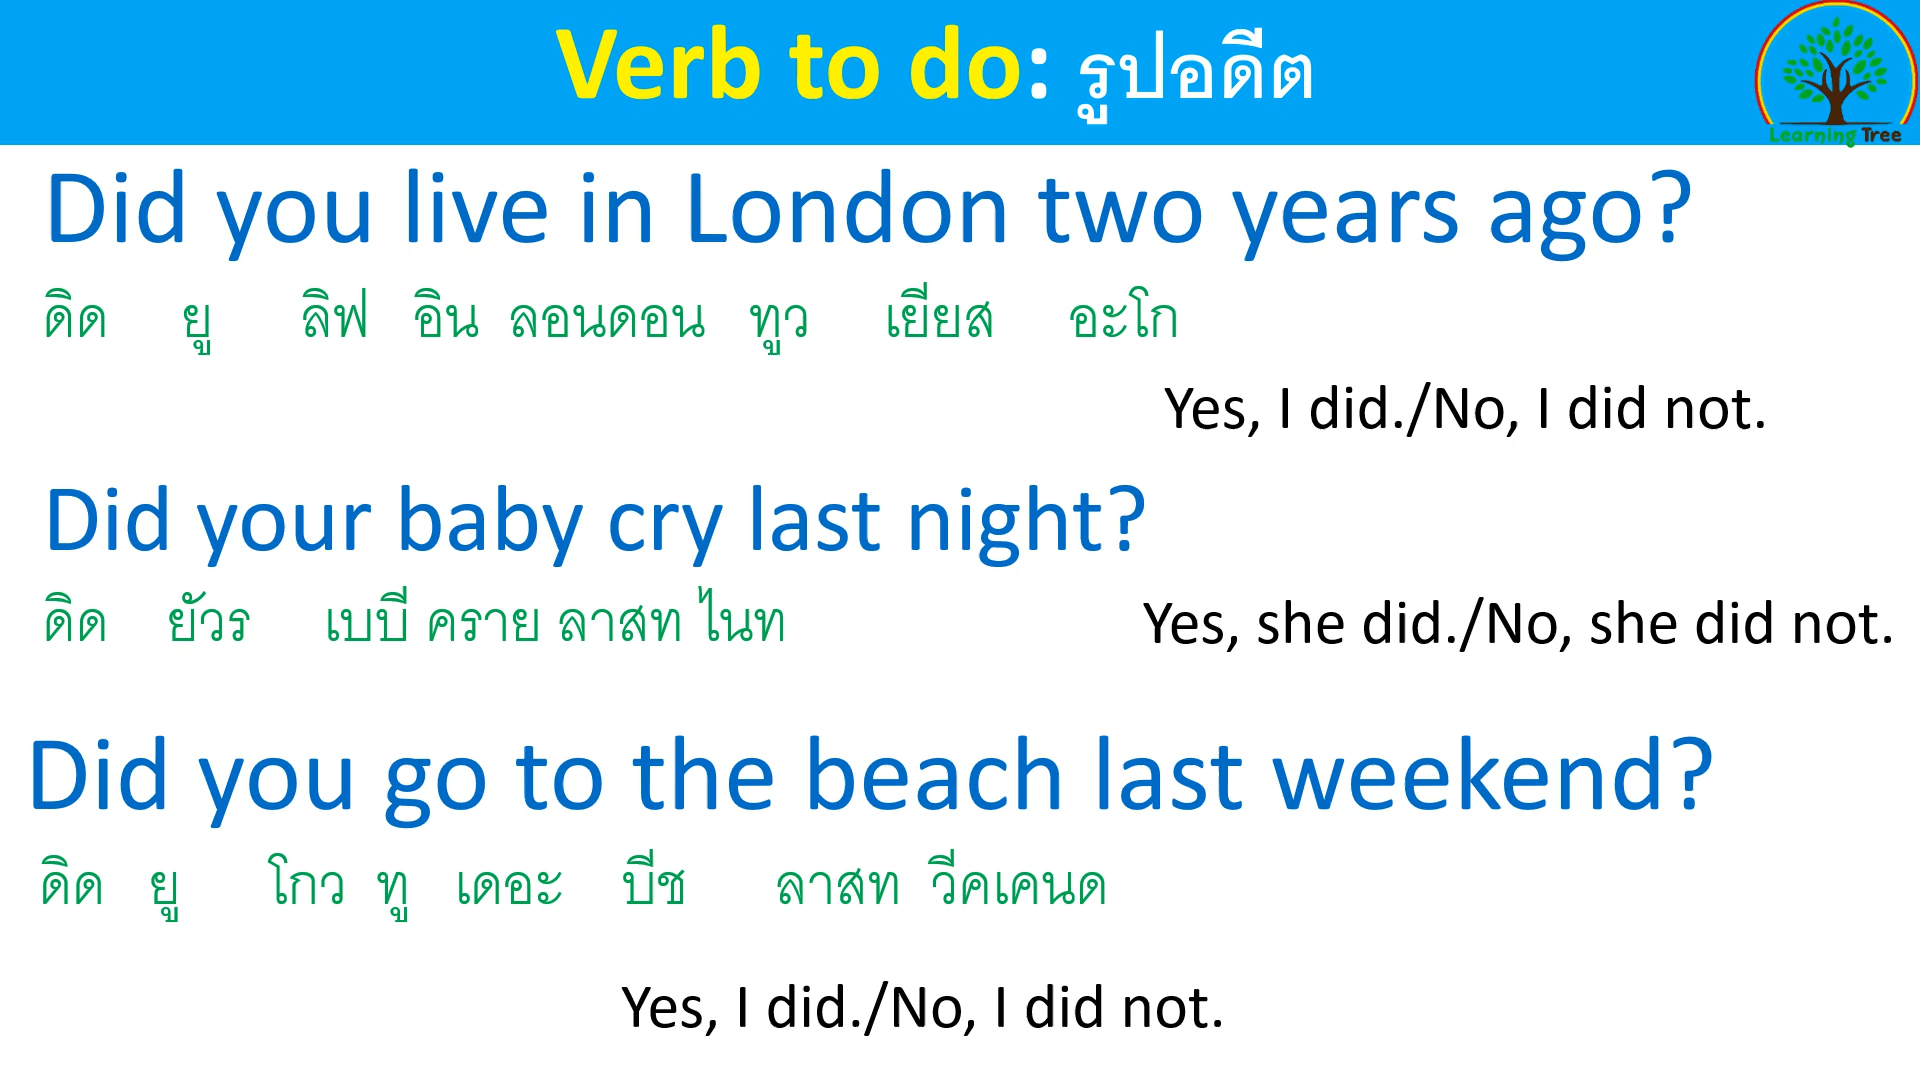 Verb to do: รูปอดีต
Learning Tree
Did you live in London two years ago?
ดิด ยู ลิฟ อิน ลอนดอน ทูว เยียส อะโก
Yes, I did./No, I did not.
Did your baby cry last night?
ดิด ยัวร เบบี คราย ลาสท ไนท
Yes, she did./No, she did not.
Did you go to the beach last weekend?
ดิด ยู โกว ทู เดอะ บีช ลาสท วีคเคนด
Yes, I did./No, I did not.